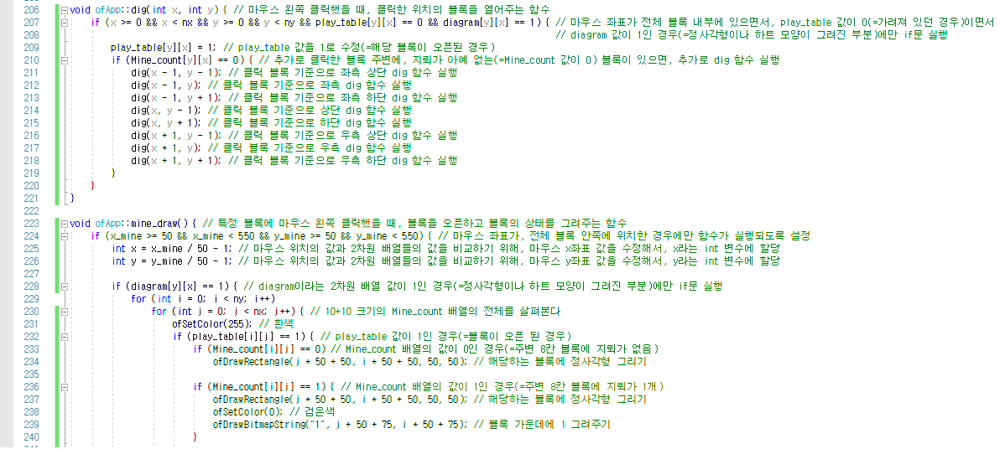 206 void ofApp::dig(int x, int y) { // 마우스 왼쪽 클릭했을 때, 클릭한 위치의 블록을 열어주는 함수
207 if (x >= 0 && x < nx && y >= 0 && y < ny && play_table[y][x] == 0 && diagram[y][x] == 1) { // 마우스 좌표가 전체 블록 내부에 있으면서, play_table 값이 0(=가려져 있던 경우)이면서
208 // diagram 값이 1인 경우(=정사각형이나 하트 모양이 그려진 부분)에만 if문 실행
209 play_table[y][x] = 1; // play_table 값을 1로 수정(=해당 블록이 오픈된 경우)
210 if (Mine_count[y][x] == 0) { // 추가로 클릭한 블록 주변에, 지뢰가 아예 없는(=Mine_count 값이 0) 블록이 있으면, 추가로 dig 함수 실행
211 dig(x - 1, y - 1); // 클릭 블록 기준으로 좌측 상단 dig 함수 실행
212 dig(x - 1, y); // 클릭 블록 기준으로 좌측 dig 함수 실행
213 dig(x - 1, y + 1); // 클릭 블록 기준으로 좌측 하단 dig 함수 실행
214 dig(x, y - 1); // 클릭 블록 기준으로 상단 dig 함수 실행
215 dig(x, y + 1); // 클릭 블록 기준으로 하단 dig 함수 실행
216 dig(x + 1, y - 1); // 클릭 블록 기준으로 우측 상단 dig 함수 실행
217 dig(x + 1, y); // 클릭 블록 기준으로 우측 dig 함수 실행
218 dig(x + 1, y + 1); // 클릭 블록 기준으로 우측 하단 dig 함수 실행
219 }
220 }
221 }
222
223 void ofApp::mine_draw() { // 특정 블록에 마우스 왼쪽 클릭했을 때, 블록을 오픈하고 블록의 상태를 그려주는 함수
224 if (x_mine >= 50 && x_mine < 550 && y_mine >= 50 && y_mine < 550) { // 마우스 좌표가, 전체 블록 안쪽에 위치한 경우에만 함수가 실행되도록 설정
225 int x = x_mine / 50 - 1; // 마우스 위치의 값과 2차원 배열들의 값을 비교하기 위해, 마우스 x좌표 값을 수정해서, x라는 int 변수에 할당
226 int y = y_mine / 50 - 1; // 마우스 위치의 값과 2차원 배열들의 값을 비교하기 위해, 마우스 y좌표 값을 수정해서, y라는 int 변수에 할당
227
228 if (diagram[y][x] == 1) { // diagram이라는 2차원 배열 값이 1인 경우(=정사각형이나 하트 모양이 그려진 부분)에만 if문 실행
229 for (int i = 0; i < ny; i++)
230 for (int j = 0; j < nx; j++) { // 10*10 크기의 Mine_count 배열의 전체를 살펴본다
231 ofSetColor(255); // 흰색
232 if (play_table[i][j] == 1) { // play_table 값이 1인 경우(=블록이 오픈 된 경우)
233 if (Mine_count[i][j] == 0) // Mine_count 배열의 값이 0인 경우(=주변 8칸 블록에 지뢰가 없음)
234 ofDrawRectangle(j * 50 + 50, i * 50 + 50, 50, 50); // 해당하는 블록에 정사각형 그리기
235
236 if (Mine_count[i][j] == 1) { // Mine_count 배열의 값이 1인 경우(=주변 8칸 블록에 지뢰가 1개)
237 ofDrawRectangle(j * 50 + 50, i * 50 + 50, 50, 50); // 해당하는 블록에 정사각형 그리기
238 ofSetColor(0); // 검은색
239 ofDrawBitmapString("1", j * 50 + 75, i * 50 + 75); // 블록 가운데에 1 그려주기
240 }